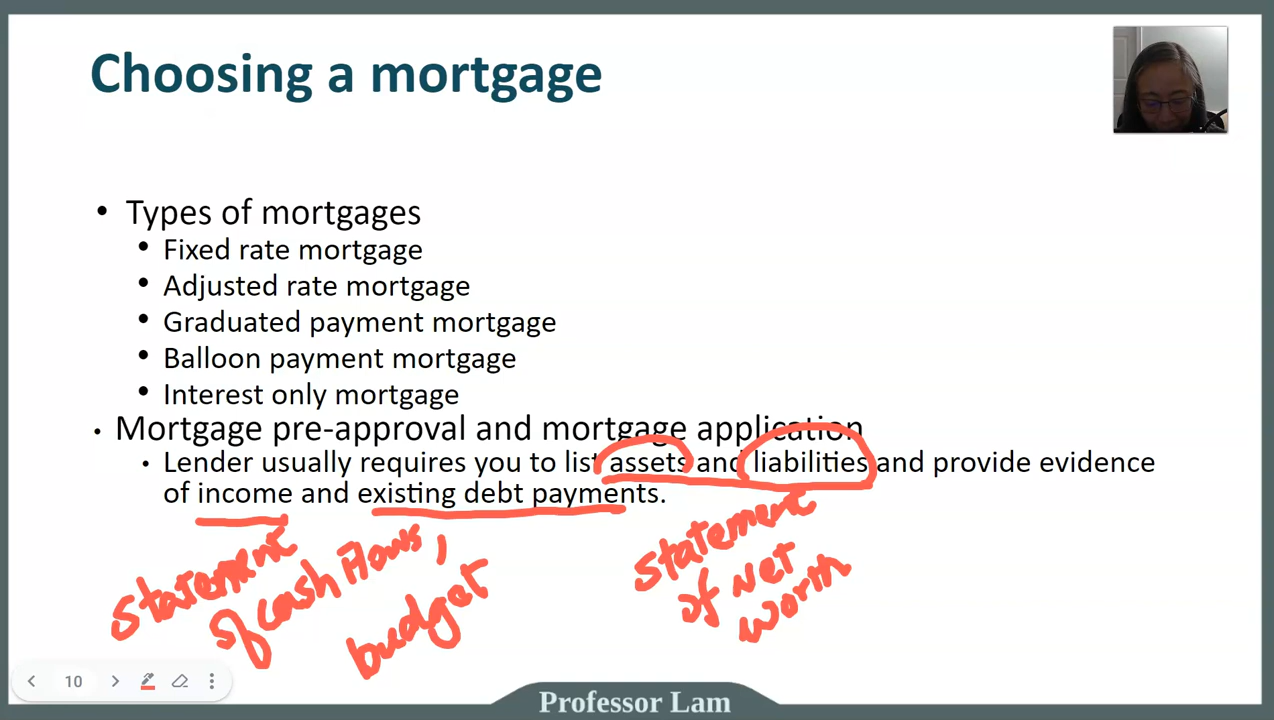 Choosing a mortgage
• Types of mortgages
• Fixed rate mortgage
• Adjusted rate mortgage
• Graduated payment mortgage
• Balloon payment mortgage
• Interest only mortgage
• Mortgage pre-approval and mortgage application
• Lender usually requires you to list assets and liabilities and provide evidence
of income and existing debt payments.
statement
of cash flows,
budget
statement
of Net
worth
10
Professor Lam